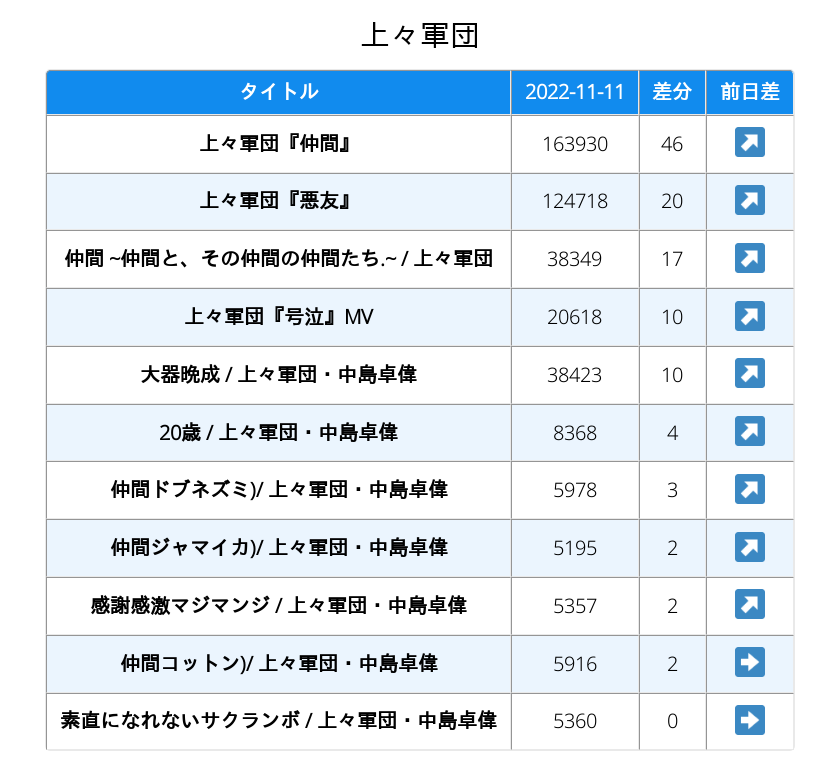 上々軍団
タイトル 2022-11-11 差分 前日差
上々軍団『仲間』 163930 46 ↗
上々軍団『悪友』 124718 20 ↗
仲間 ~仲間と、その仲間の仲間たち.~ / 上々軍団 38349 17 ↗
上々軍団『号泣』MV 20618 10 ↗
大器晩成 / 上々軍団・中島卓偉 38423 10 ↗
20歳 / 上々軍団・中島卓偉 8368 4 ↗
仲間ドブネズミ)/ 上々軍団・中島卓偉 5978 3 ↗
仲間ジャマイカ)/ 上々軍団・中島卓偉 5195 2 ↗
感謝感激マジマンジ / 上々軍団・中島卓偉 5357 2 ↗
仲間コットン)/ 上々軍団・中島卓偉 5916 2 ➡
素直になれないサクランボ / 上々軍団・中島卓偉 5360 0 ➡